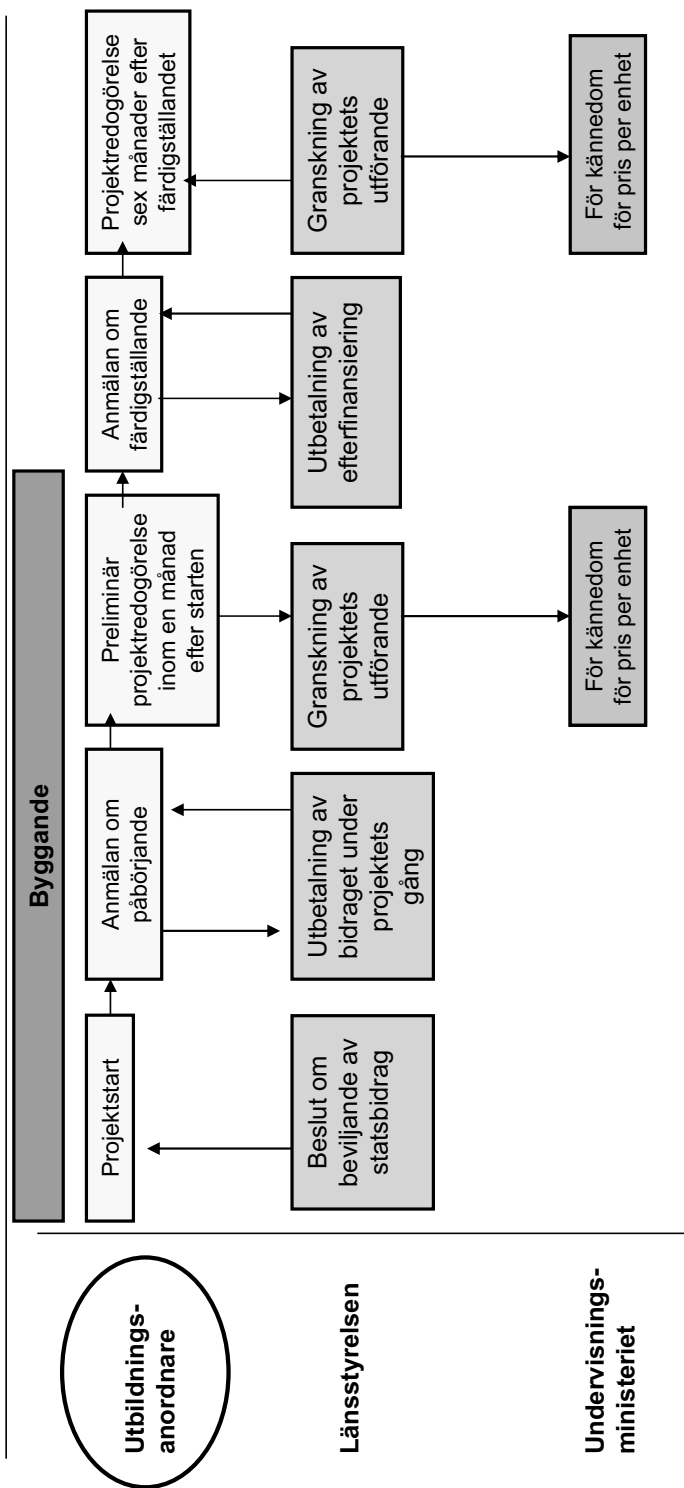 Byggande
Utbildnings-
anordnare
Projektstart
Anmälan om
påbörjande
Preliminär
projektredogörelse
inom en månad
efter starten
Anmälan om
färdigställande
Projektredogörelse
sex månader efter
färdigställandet
Länsstyrelsen
Beslut om
beviljande av
statsbidrag
Utbetalning av
bidraget under
projektets
gång
Granskning av
projektets
utförande
Utbetalning av
efterfinansiering
Granskning av
projektets
utförande
Undervisnings-
ministeriet
För kännedom
för pris per enhet
För kännedom
för pris per enhet